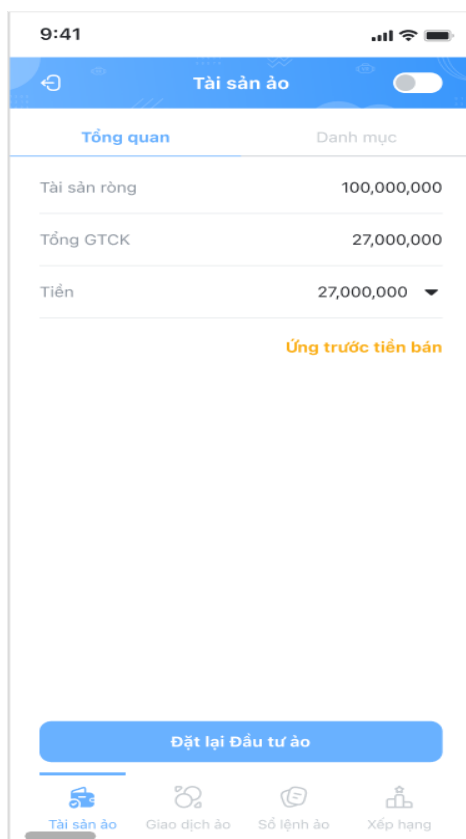 9:41
Tài sản ảo
Tổng quan Danh mục
Tài sản ròng 100,000,000
Tổng GTCK 27,000,000
Tiền 27,000,000
Ứng trước tiền bán
Đặt lại Đầu tư ảo
Tài sản ảo Giao dịch ảo Sổ lệnh ảo Xếp hạng